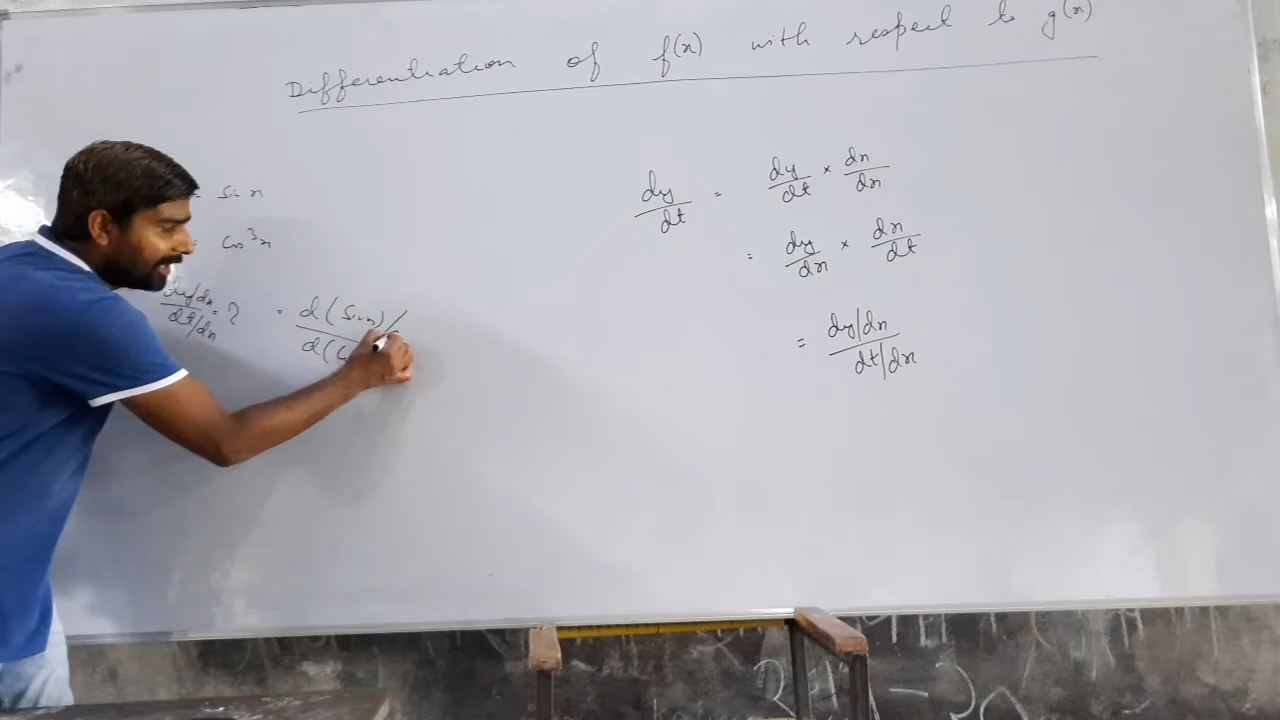 Differentiation of f(x) with respect to g(x)
= Sin x
= Cos³x
dy/dx / dt/dx = ? = d(Sinx)/ / d(C
dy/dt = dy/dt × dx/dx
= dy/dx × dx/dt
= dy/dx / dt/dx